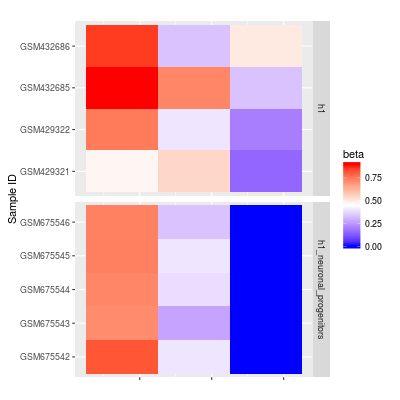 GSM432686
GSM432685
GSM429322
GSM429321
h1
GSM675546
GSM675545
GSM675544
GSM675543
GSM675542
h1_neuronal_progenitors
Sample ID
beta
0.75
0.50
0.25
0.00